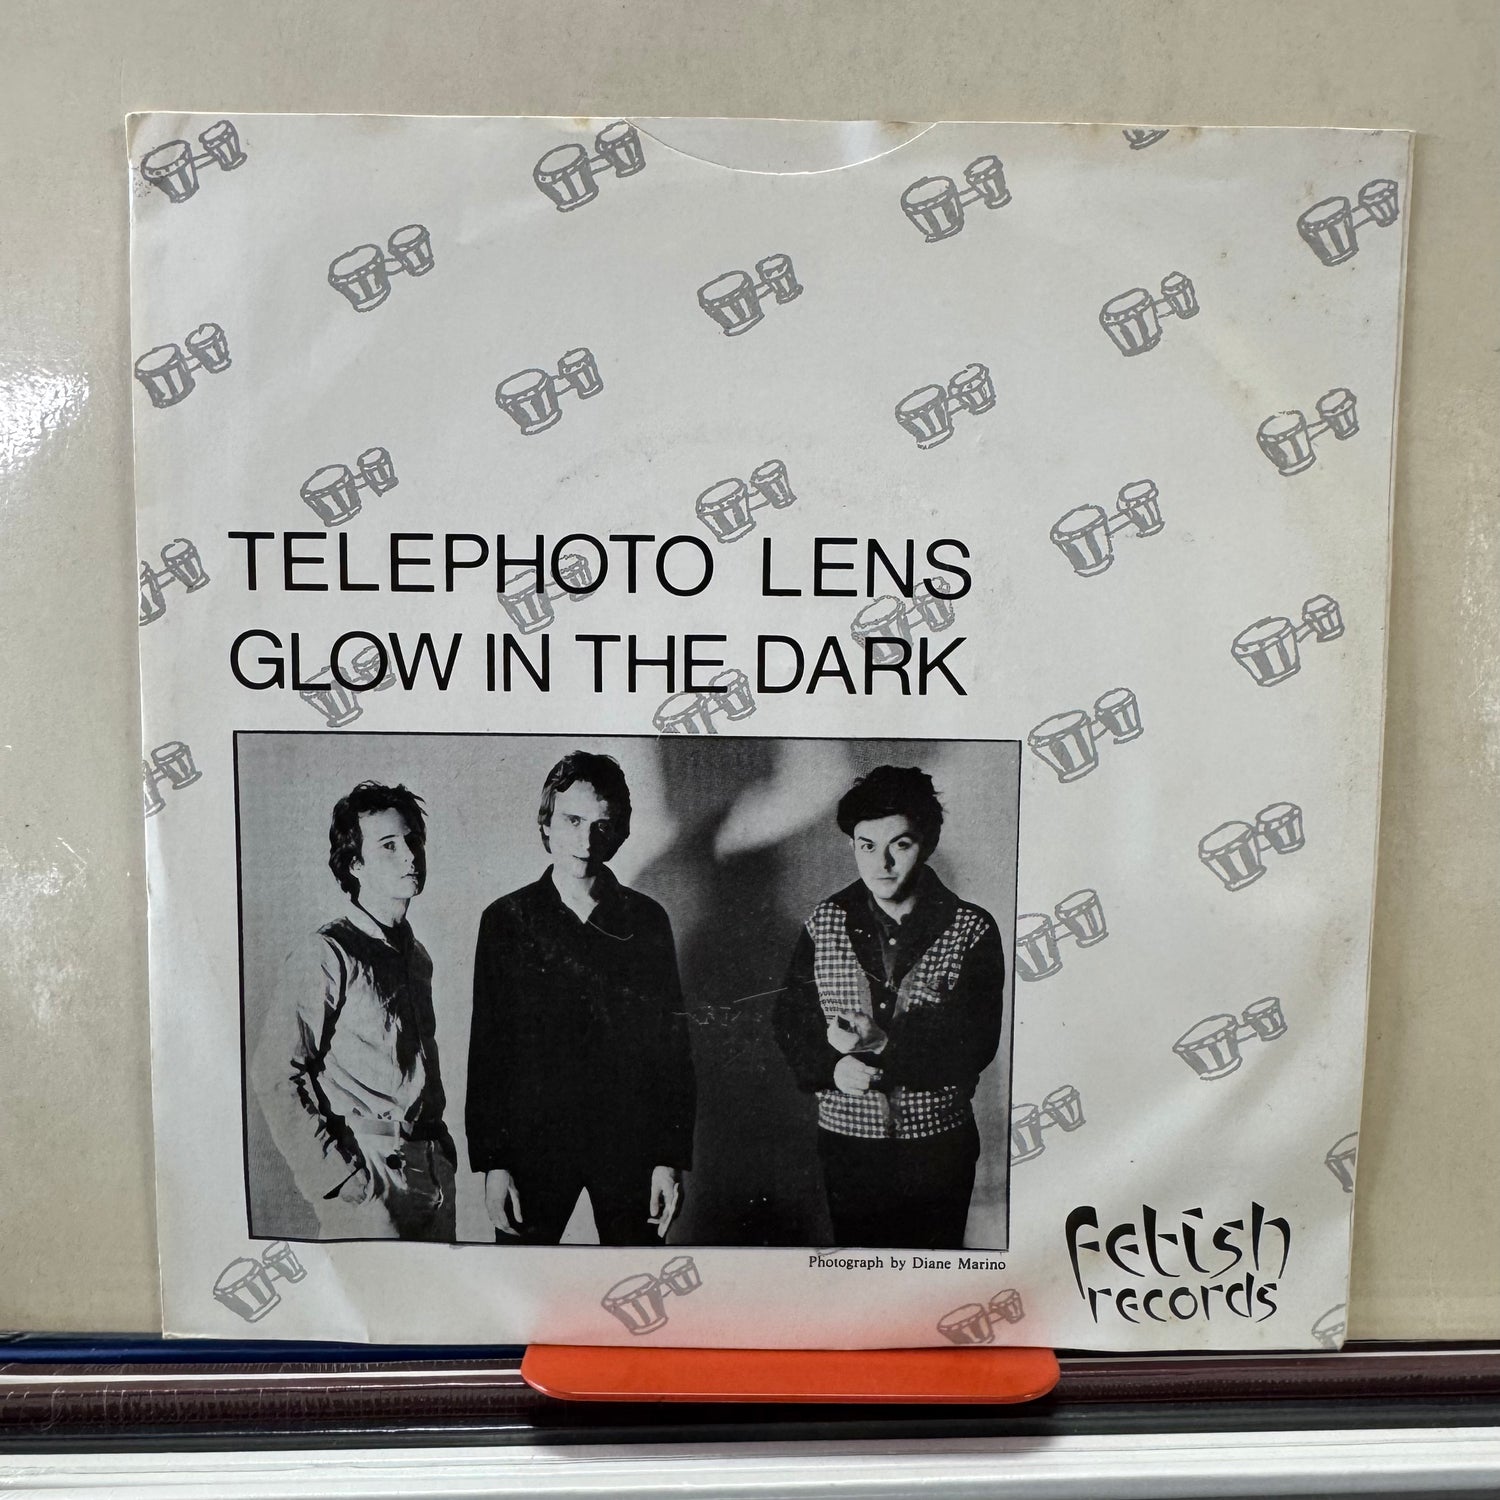 TELEPHOTO LENS
GLOW IN THE DARK
Photograph by Diane Marino
fetish
records